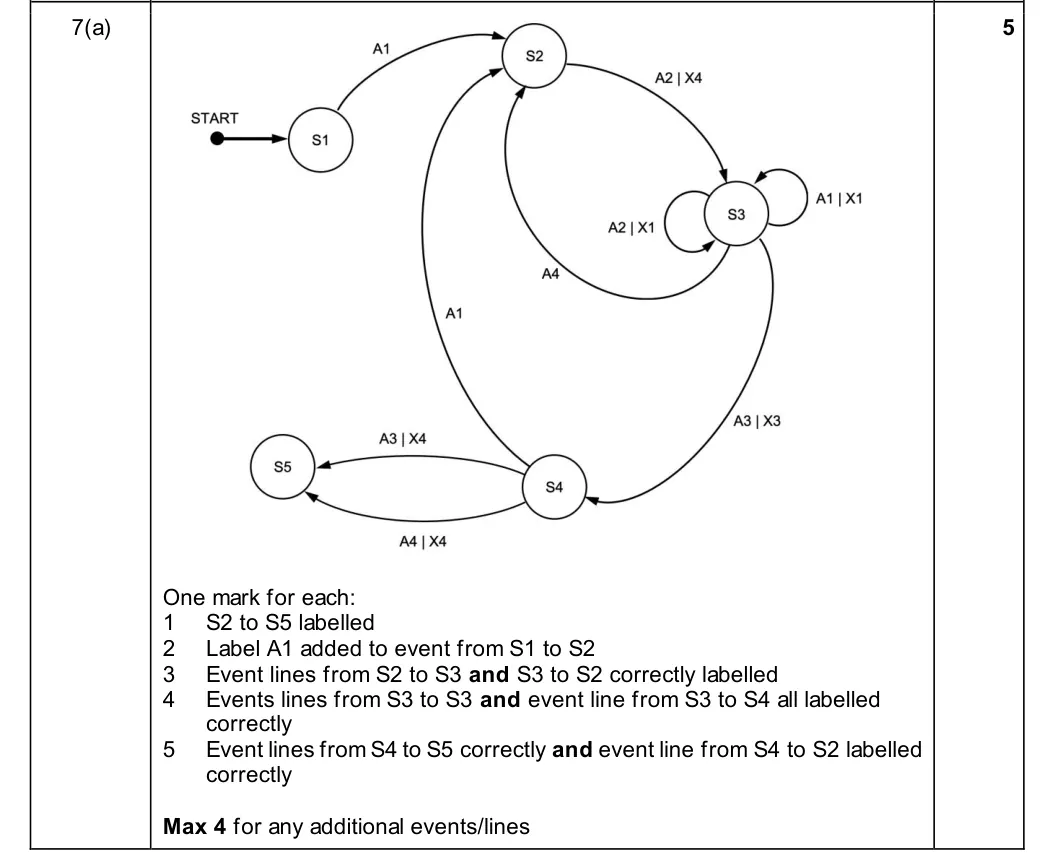 7(a)
5
A1
S2
A2 | X4
START
S1
S3
A1 | X1
A2 | X1
A4
A1
A3 | X3
A3 | X4
S5
S4
A4 | X4
One mark for each:
1 S2 to S5 labelled
2 Label A1 added to event from S1 to S2
3 Event lines from S2 to S3 and S3 to S2 correctly labelled
4 Events lines from S3 to S3 and event line from S3 to S4 all labelled
correctly
5 Event lines from S4 to S5 correctly and event line from S4 to S2 labelled
correctly
Max 4 for any additional events/lines